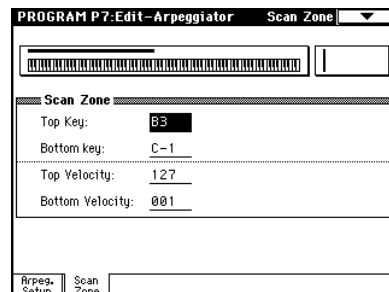 PROGRAM P7:Edit-Arpeggiator Scan Zone
Scan Zone
Top Key: B3
Bottom key: C-1
Top Velocity: 127
Bottom Velocity: 001
Arpeg. Setup
Scan Zone